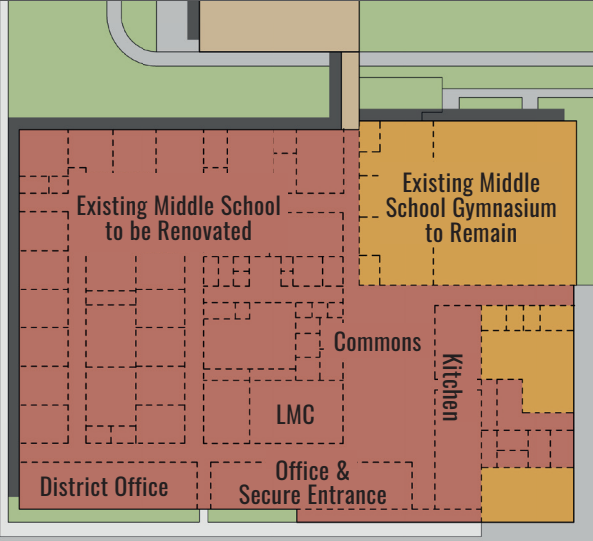 Existing Middle School
to be Renovated
Existing Middle
School Gymnasium
to Remain
Commons
Kitchen
LMC
District Office
Office &
Secure Entrance